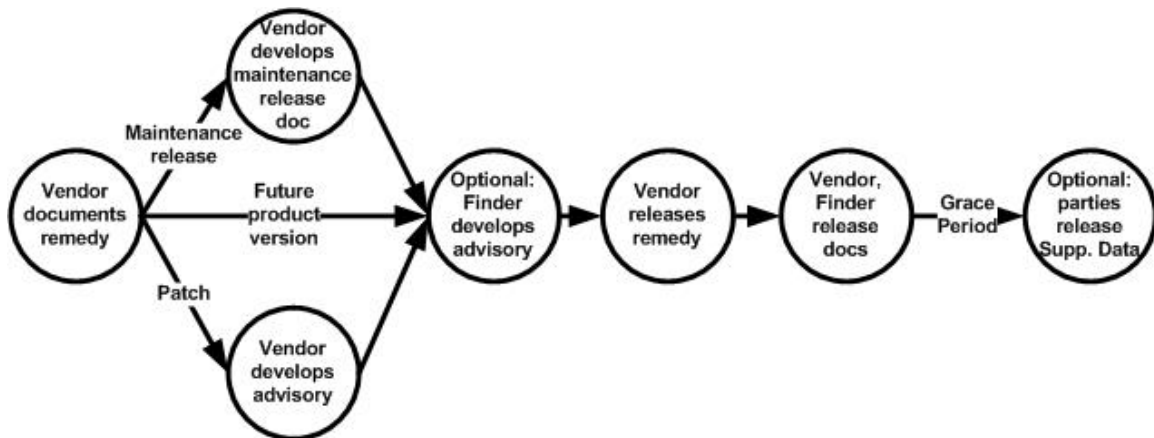 Vendor
develops
maintenance
release
doc
Maintenance
release
Vendor
documents
remedy
Future
product
version
Patch
Vendor
develops
advisory
Optional:
Finder
develops
advisory
Vendor
releases
remedy
Vendor,
Finder
release
docs
Grace
Period
Optional:
parties
release
Supp. Data